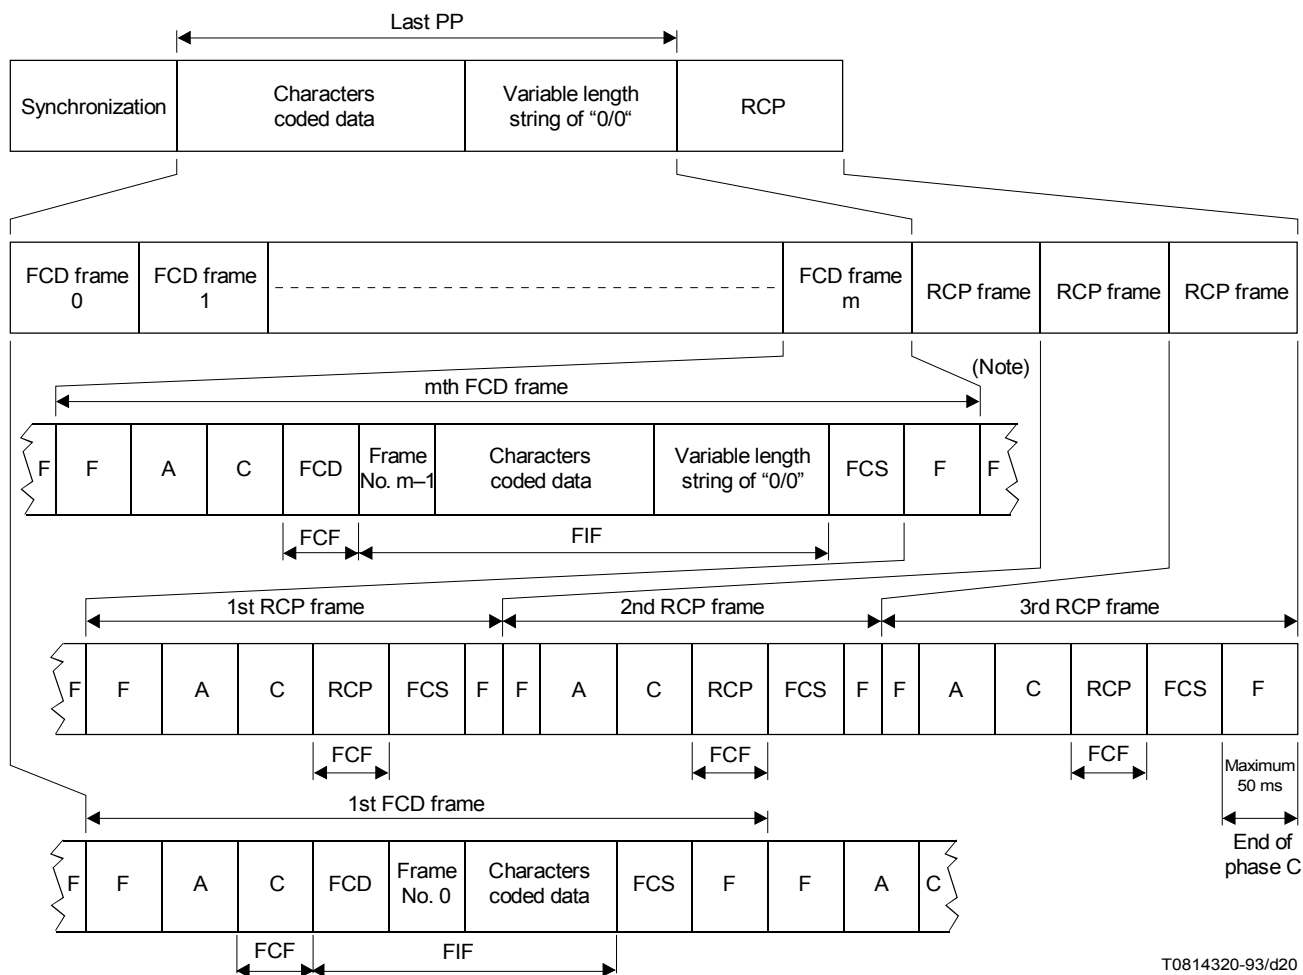 Last PP
Synchronization
Characters
coded data
Variable length
string of “0/0“
RCP
FCD frame
0
FCD frame
1
FCD frame
m
RCP frame
RCP frame
RCP frame
(Note)
mth FCD frame
F
F
A
C
FCD
Frame
No. m–1
Characters
coded data
Variable length
string of “0/0”
FCS
F
F
FCF
FIF
1st RCP frame
2nd RCP frame
3rd RCP frame
F
F
A
C
RCP
FCS
F
F
A
C
RCP
FCS
F
F
A
C
RCP
FCS
F
FCF
FCF
FCF
Maximum
50 ms
End of
phase C
1st FCD frame
F
F
A
C
FCD
Frame
No. 0
Characters
coded data
FCS
F
F
A
C
FCF
FIF
T0814320-93/d20